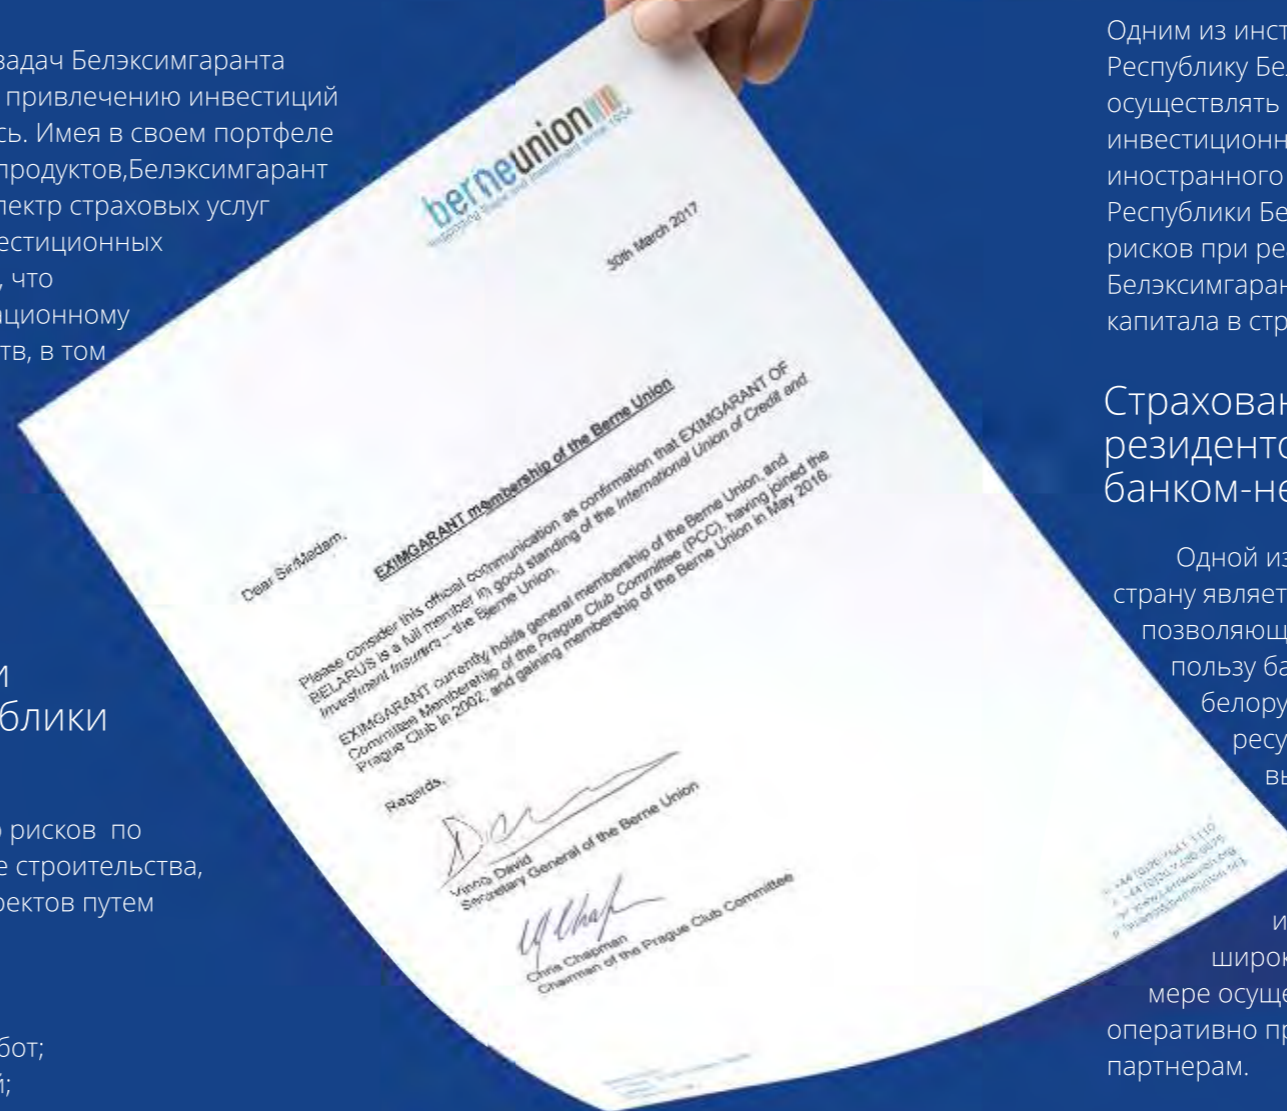 задач Белэксимгаранта
привлечению инвестиций
сь. Имея в своем портфеле
продуктов,Белэксимгарант
пектр страховых услуг
естиционных
, что
ационному
тв, в том
и
блики
рисков по
е строительства,
ектов путем
бот;
й;
berneunion
30th March 2017
Dear Sir/Madam,
EXIMGARANT membership of the Berne Union
Please consider this official communication as confirmation that EXIMGARANT OF
BELARUS is a full member in good standing of the International Union of Credit and
Investment Insurers – the Berne Union.
EXIMGARANT currently holds general membership of the Berne Union, and
Committee Membership of the Prague Club Committee (PCC), having joined the
Prague Club in 2002, and gaining membership of the Berne Union in May 2016.
Regards,
Vinco David
Secretary General of the Berne Union
Chris Chapman
Chairman of the Prague Club Committee
Одним из инст
Республику Бел
осуществлять
инвестиционн
иностранного
Республики Бе
рисков при ре
Белэксимгаран
капитала в стр
Страхован
резиденто
банком-не
Одной из
страну являет
позволяющ
пользу ба
белору
ресу
вы
и
широк
мере осуще
оперативно пр
партнерам.